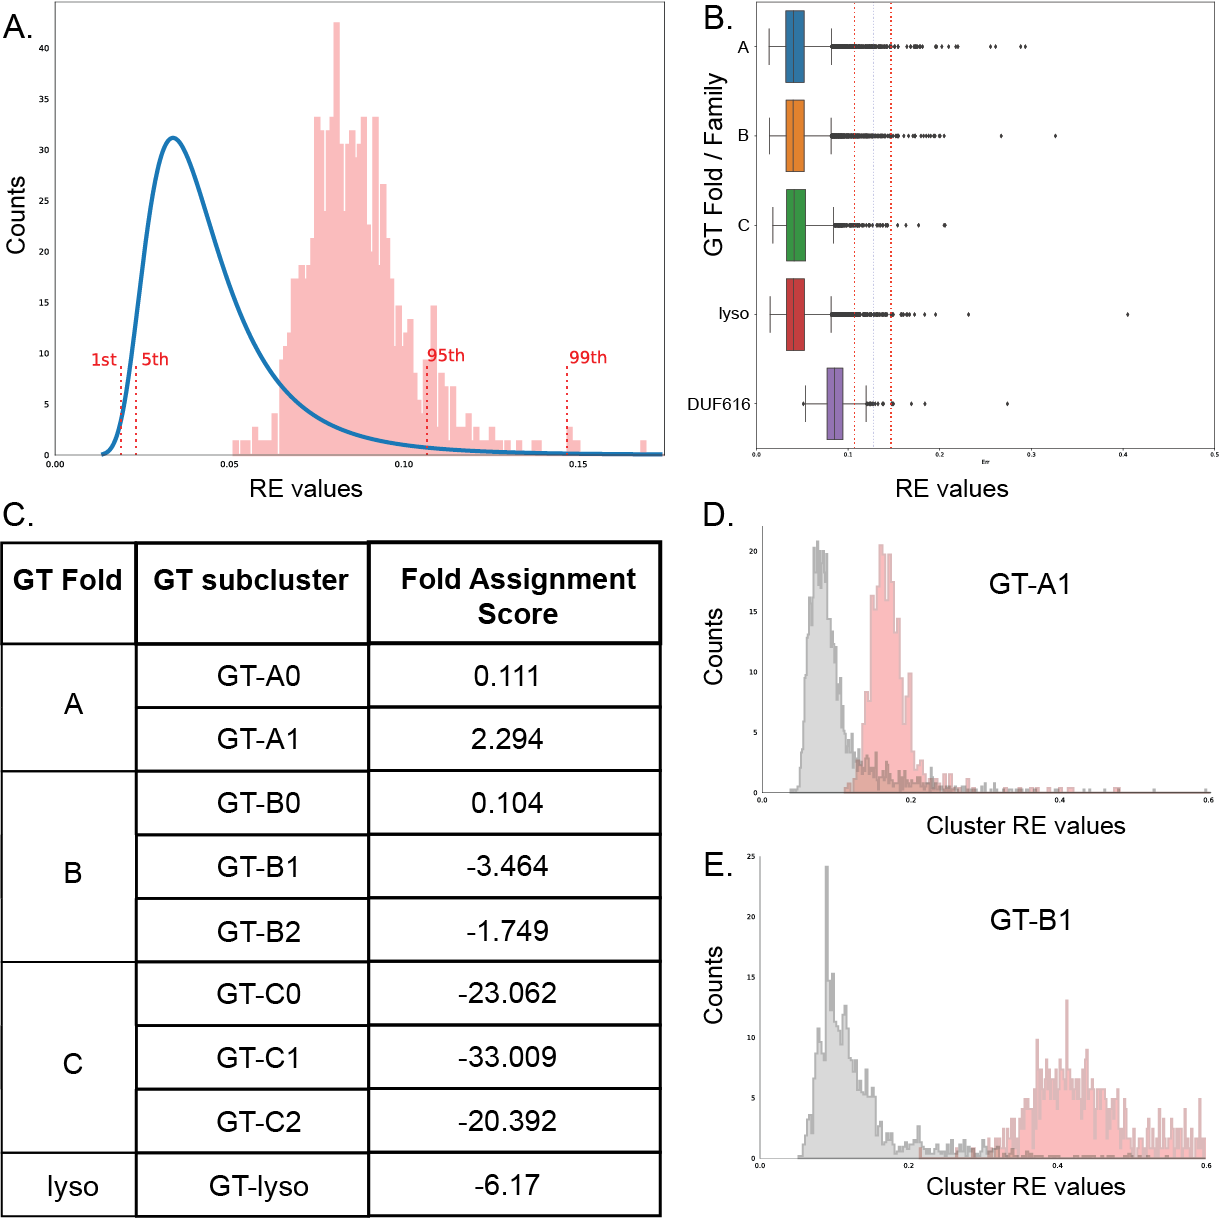 A.
Counts
40
35
30
25
20
15
10
5
0
1st
5th
95th
99th
0.00
0.05
0.10
0.15
RE values
B.
GT Fold / Family
A
B
C
lyso
DUF616
0.0
0.1
0.2
0.3
0.4
0.5
Err
RE values
C.
GT Fold
GT subcluster
Fold Assignment
Score
A
GT-A0
0.111
GT-A1
2.294
B
GT-B0
0.104
GT-B1
-3.464
GT-B2
-1.749
C
GT-C0
-23.062
GT-C1
-33.009
GT-C2
-20.392
lyso
GT-lyso
-6.17
D.
GT-A1
Counts
20
15
10
5
0
0.0
0.2
0.4
0.6
Cluster RE values
E.
GT-B1
Counts
25
20
15
10
5
0
0.0
0.2
0.4
0.6
Cluster RE values